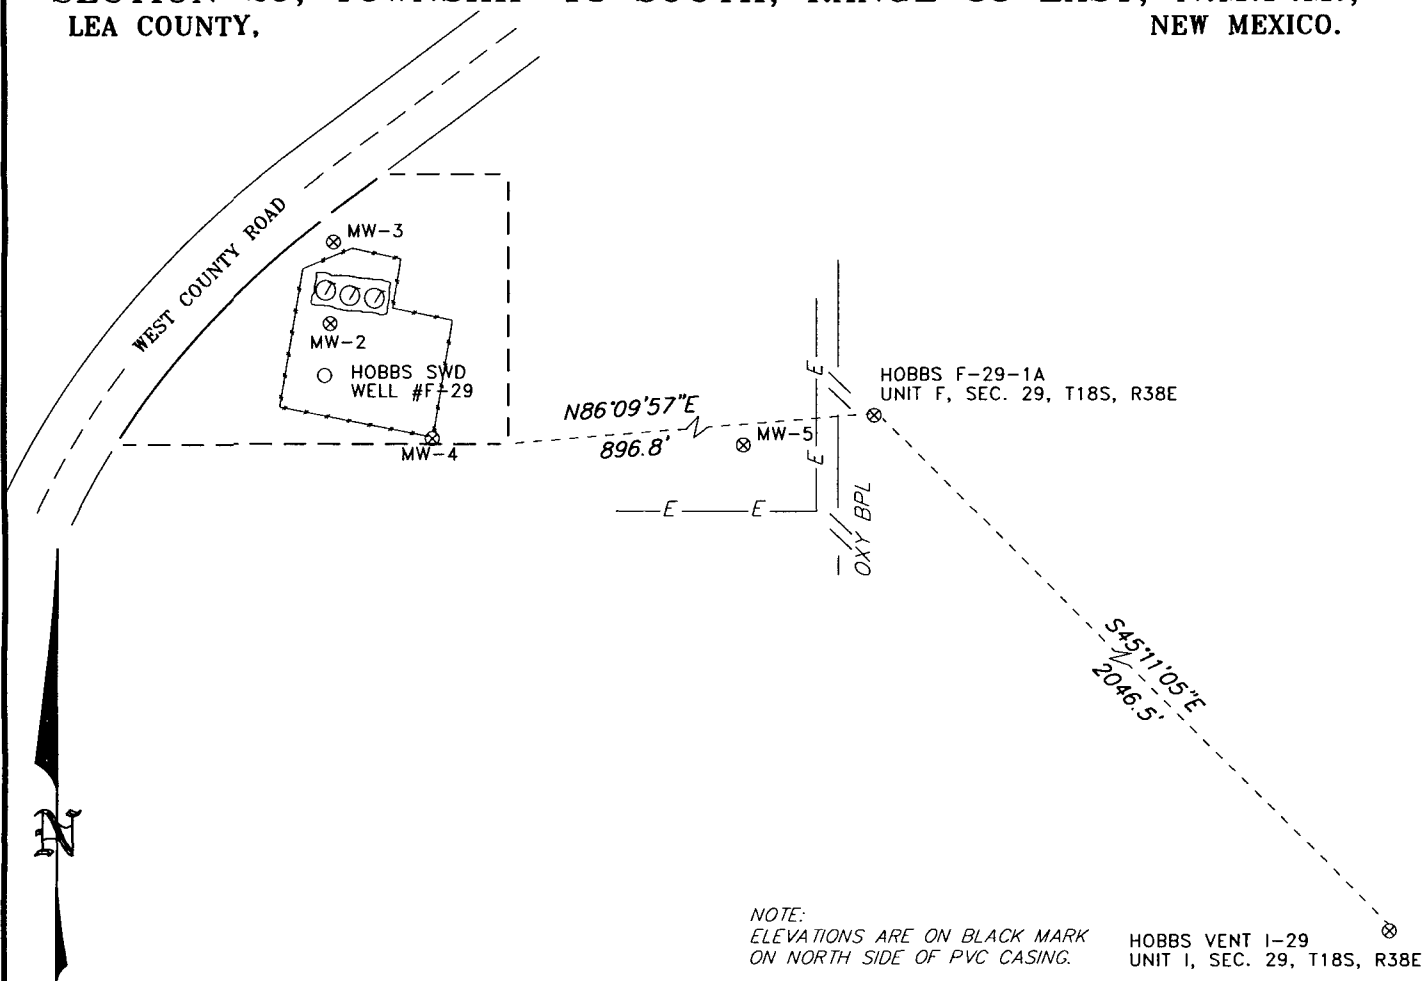 LEA COUNTY,
NEW MEXICO.
WEST COUNTY ROAD
MW-3
MW-2
HOBBS SWD
WELL #F-29
MW-4
N86°09'57"E
896.8'
MW-5
E
E
E
E
OXY BPL
HOBBS F-29-1A
UNIT F, SEC. 29, T18S, R38E
S45°11'05"E
2046.5'
N
NOTE:
ELEVATIONS ARE ON BLACK MARK
ON NORTH SIDE OF PVC CASING.
HOBBS VENT I-29
UNIT I, SEC. 29, T18S, R38E